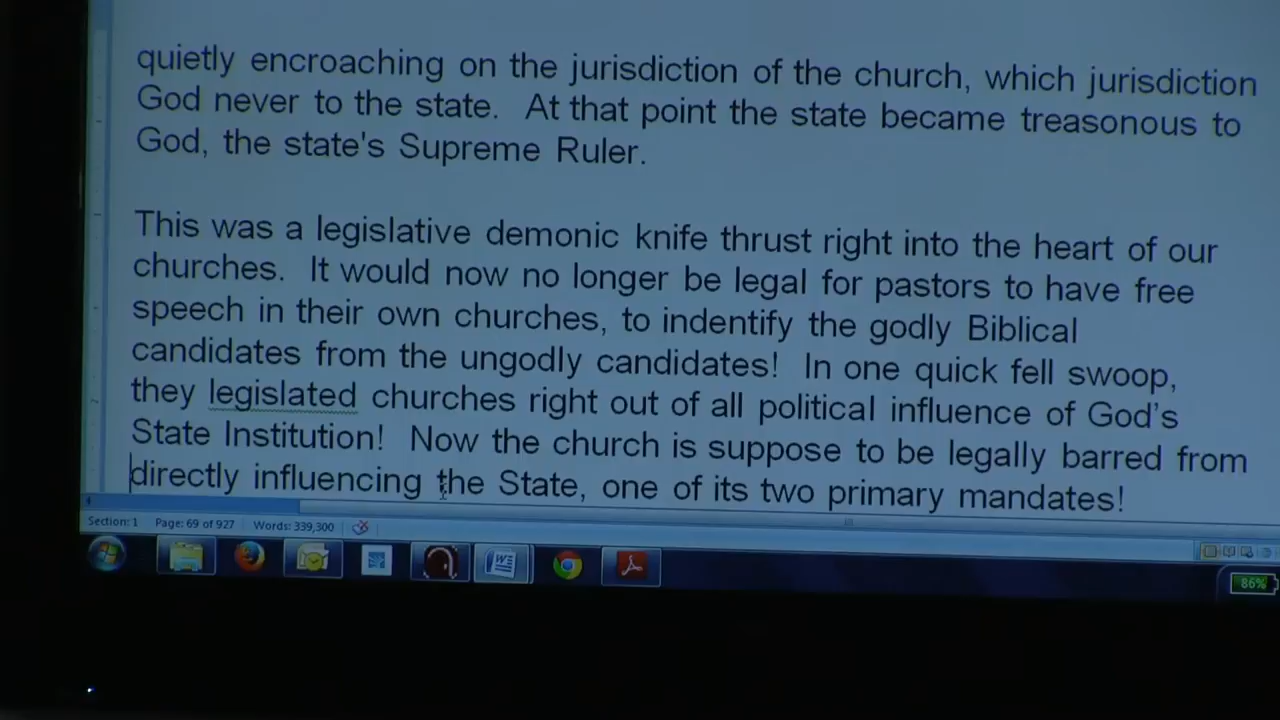 quietly encroaching on the jurisdiction of the church, which jurisdiction
God never to the state.  At that point the state became treasonous to
God, the state's Supreme Ruler.
This was a legislative demonic knife thrust right into the heart of our
churches.  It would now no longer be legal for pastors to have free
speech in their own churches, to indentify the godly Biblical
candidates from the ungodly candidates!  In one quick fell swoop,
they legislated churches right out of all political influence of God's
State Institution!  Now the church is suppose to be legally barred from
directly influencing the State, one of its two primary mandates!
Section: 1 Page: 69 of 927 Words: 339,300
86%